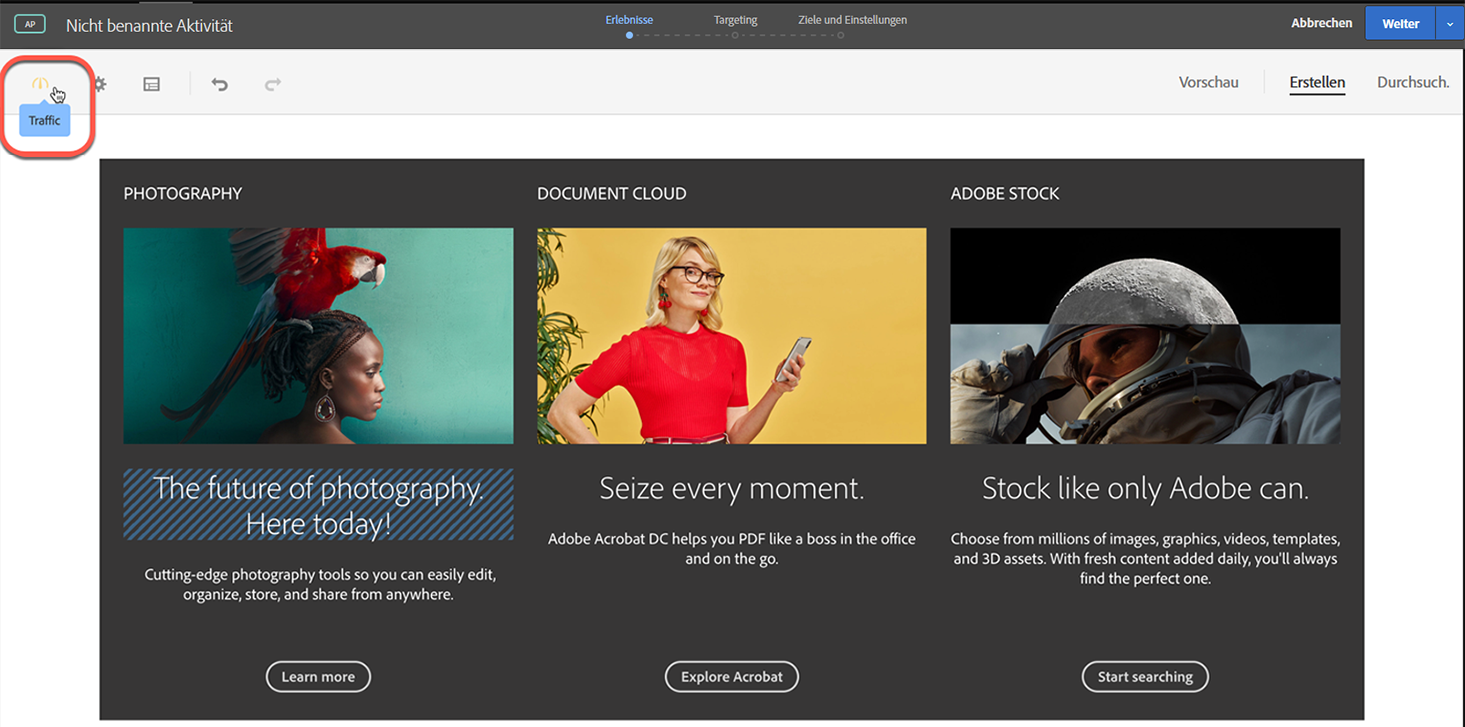 AP
Nicht benannte Aktivität
Erlebnisse
Targeting
Ziele und Einstellungen
Abbrechen
Weiter
Traffic
Vorschau
Erstellen
Durchsuch.
PHOTOGRAPHY
DOCUMENT CLOUD
ADOBE STOCK
The future of photography.
Here today!
Cutting-edge photography tools so you can easily edit,
organize, store, and share from anywhere.
Learn more
Seize every moment.
Adobe Acrobat DC helps you PDF like a boss in the office
and on the go.
Explore Acrobat
Stock like only Adobe can.
Choose from millions of images, graphics, videos, templates,
and 3D assets. With fresh content added daily, you'll always
find the perfect one.
Start searching